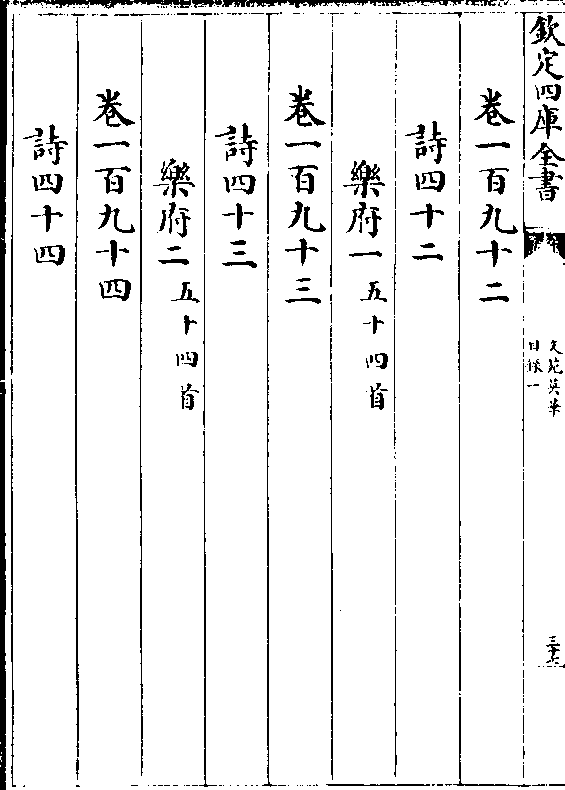 欽定四庫全書
文苑英華
目録一
三十七
卷一百九十二
詩四十二
樂府一五十四首
卷一百九十三
詩四十三
樂府二五十四首
卷一百九十四
詩四十四